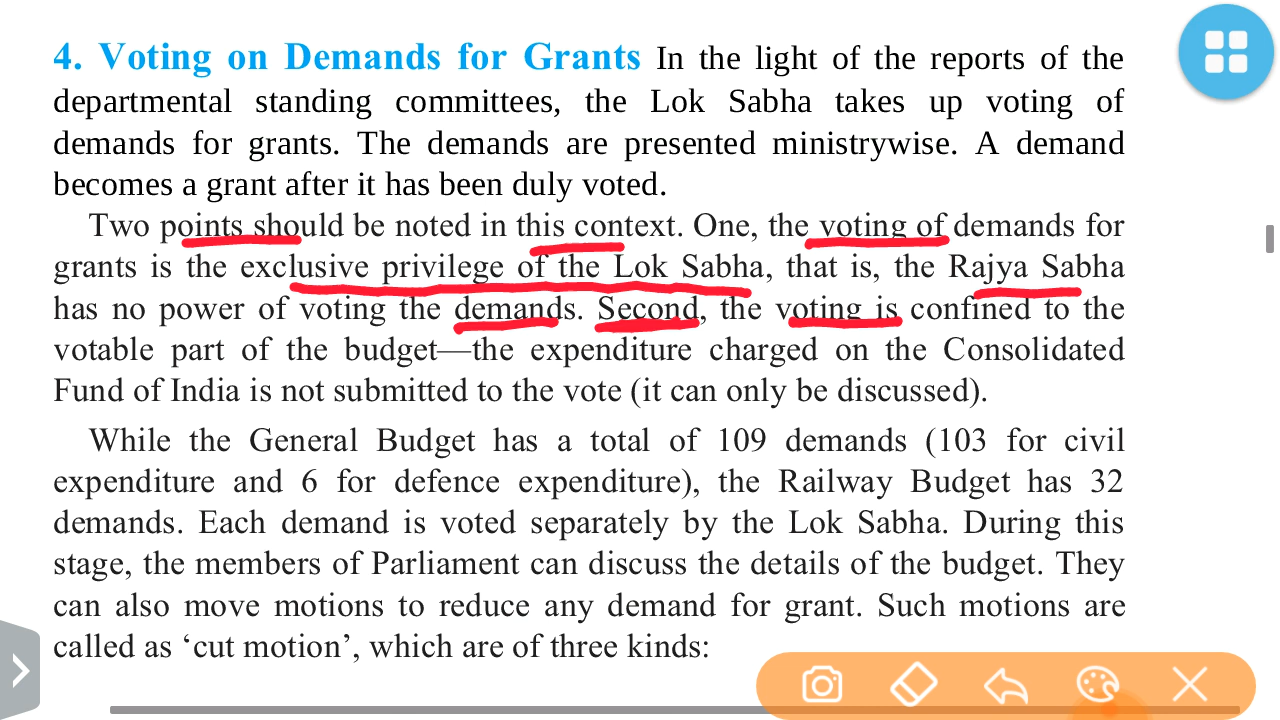 4. Voting on Demands for Grants In the light of the reports of the
departmental standing committees, the Lok Sabha takes up voting of
demands for grants. The demands are presented ministrywise. A demand
becomes a grant after it has been duly voted.
Two points should be noted in this context. One, the voting of demands for
grants is the exclusive privilege of the Lok Sabha, that is, the Rajya Sabha
has no power of voting the demands. Second, the voting is confined to the
votable part of the budget—the expenditure charged on the Consolidated
Fund of India is not submitted to the vote (it can only be discussed).
While the General Budget has a total of 109 demands (103 for civil
expenditure and 6 for defence expenditure), the Railway Budget has 32
demands. Each demand is voted separately by the Lok Sabha. During this
stage, the members of Parliament can discuss the details of the budget. They
can also move motions to reduce any demand for grant. Such motions are
called as ‘cut motion’, which are of three kinds: